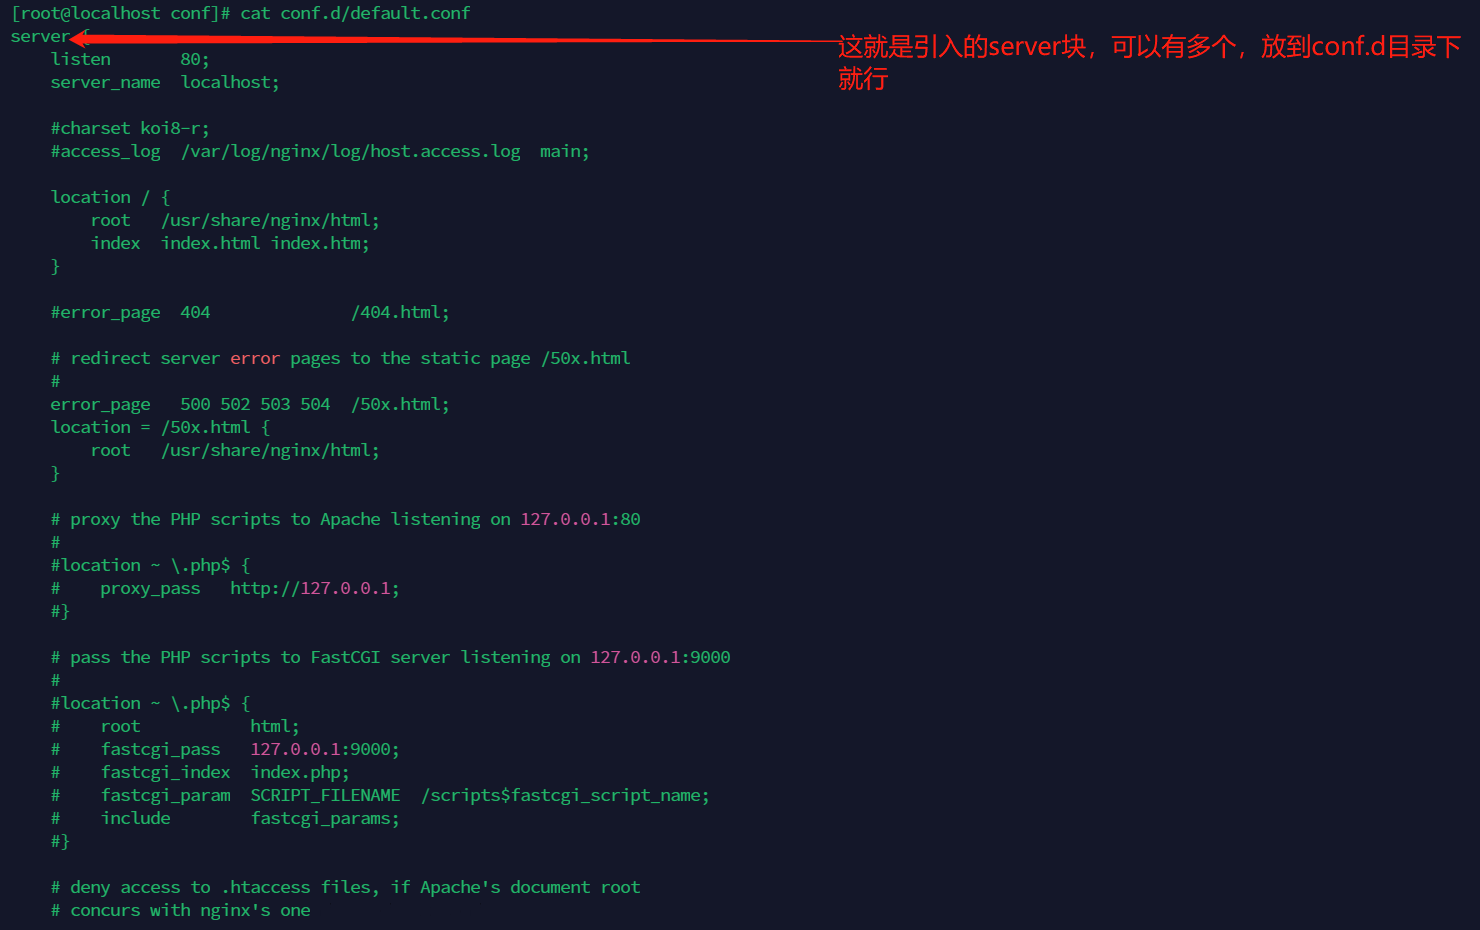 [root@localhost conf]# cat conf.d/default.conf
server {
这就是引入的server块，可以有多个，放到conf.d目录下
就行
    listen       80;
    server_name  localhost;

    #charset koi8-r;
    #access_log  /var/log/nginx/log/host.access.log  main;

    location / {
        root   /usr/share/nginx/html;
        index  index.html index.htm;
    }

    #error_page  404              /404.html;

    # redirect server error pages to the static page /50x.html
    #
    error_page   500 502 503 504  /50x.html;
    location = /50x.html {
        root   /usr/share/nginx/html;
    }

    # proxy the PHP scripts to Apache listening on 127.0.0.1:80
    #
    #location ~ \.php$ {
    #    proxy_pass   http://127.0.0.1;
    #}

    # pass the PHP scripts to FastCGI server listening on 127.0.0.1:9000
    #
    #location ~ \.php$ {
    #    root           html;
    #    fastcgi_pass   127.0.0.1:9000;
    #    fastcgi_index  index.php;
    #    fastcgi_param  SCRIPT_FILENAME  /scripts$fastcgi_script_name;
    #    include        fastcgi_params;
    #}

    # deny access to .htaccess files, if Apache's document root
    # concurs with nginx's one